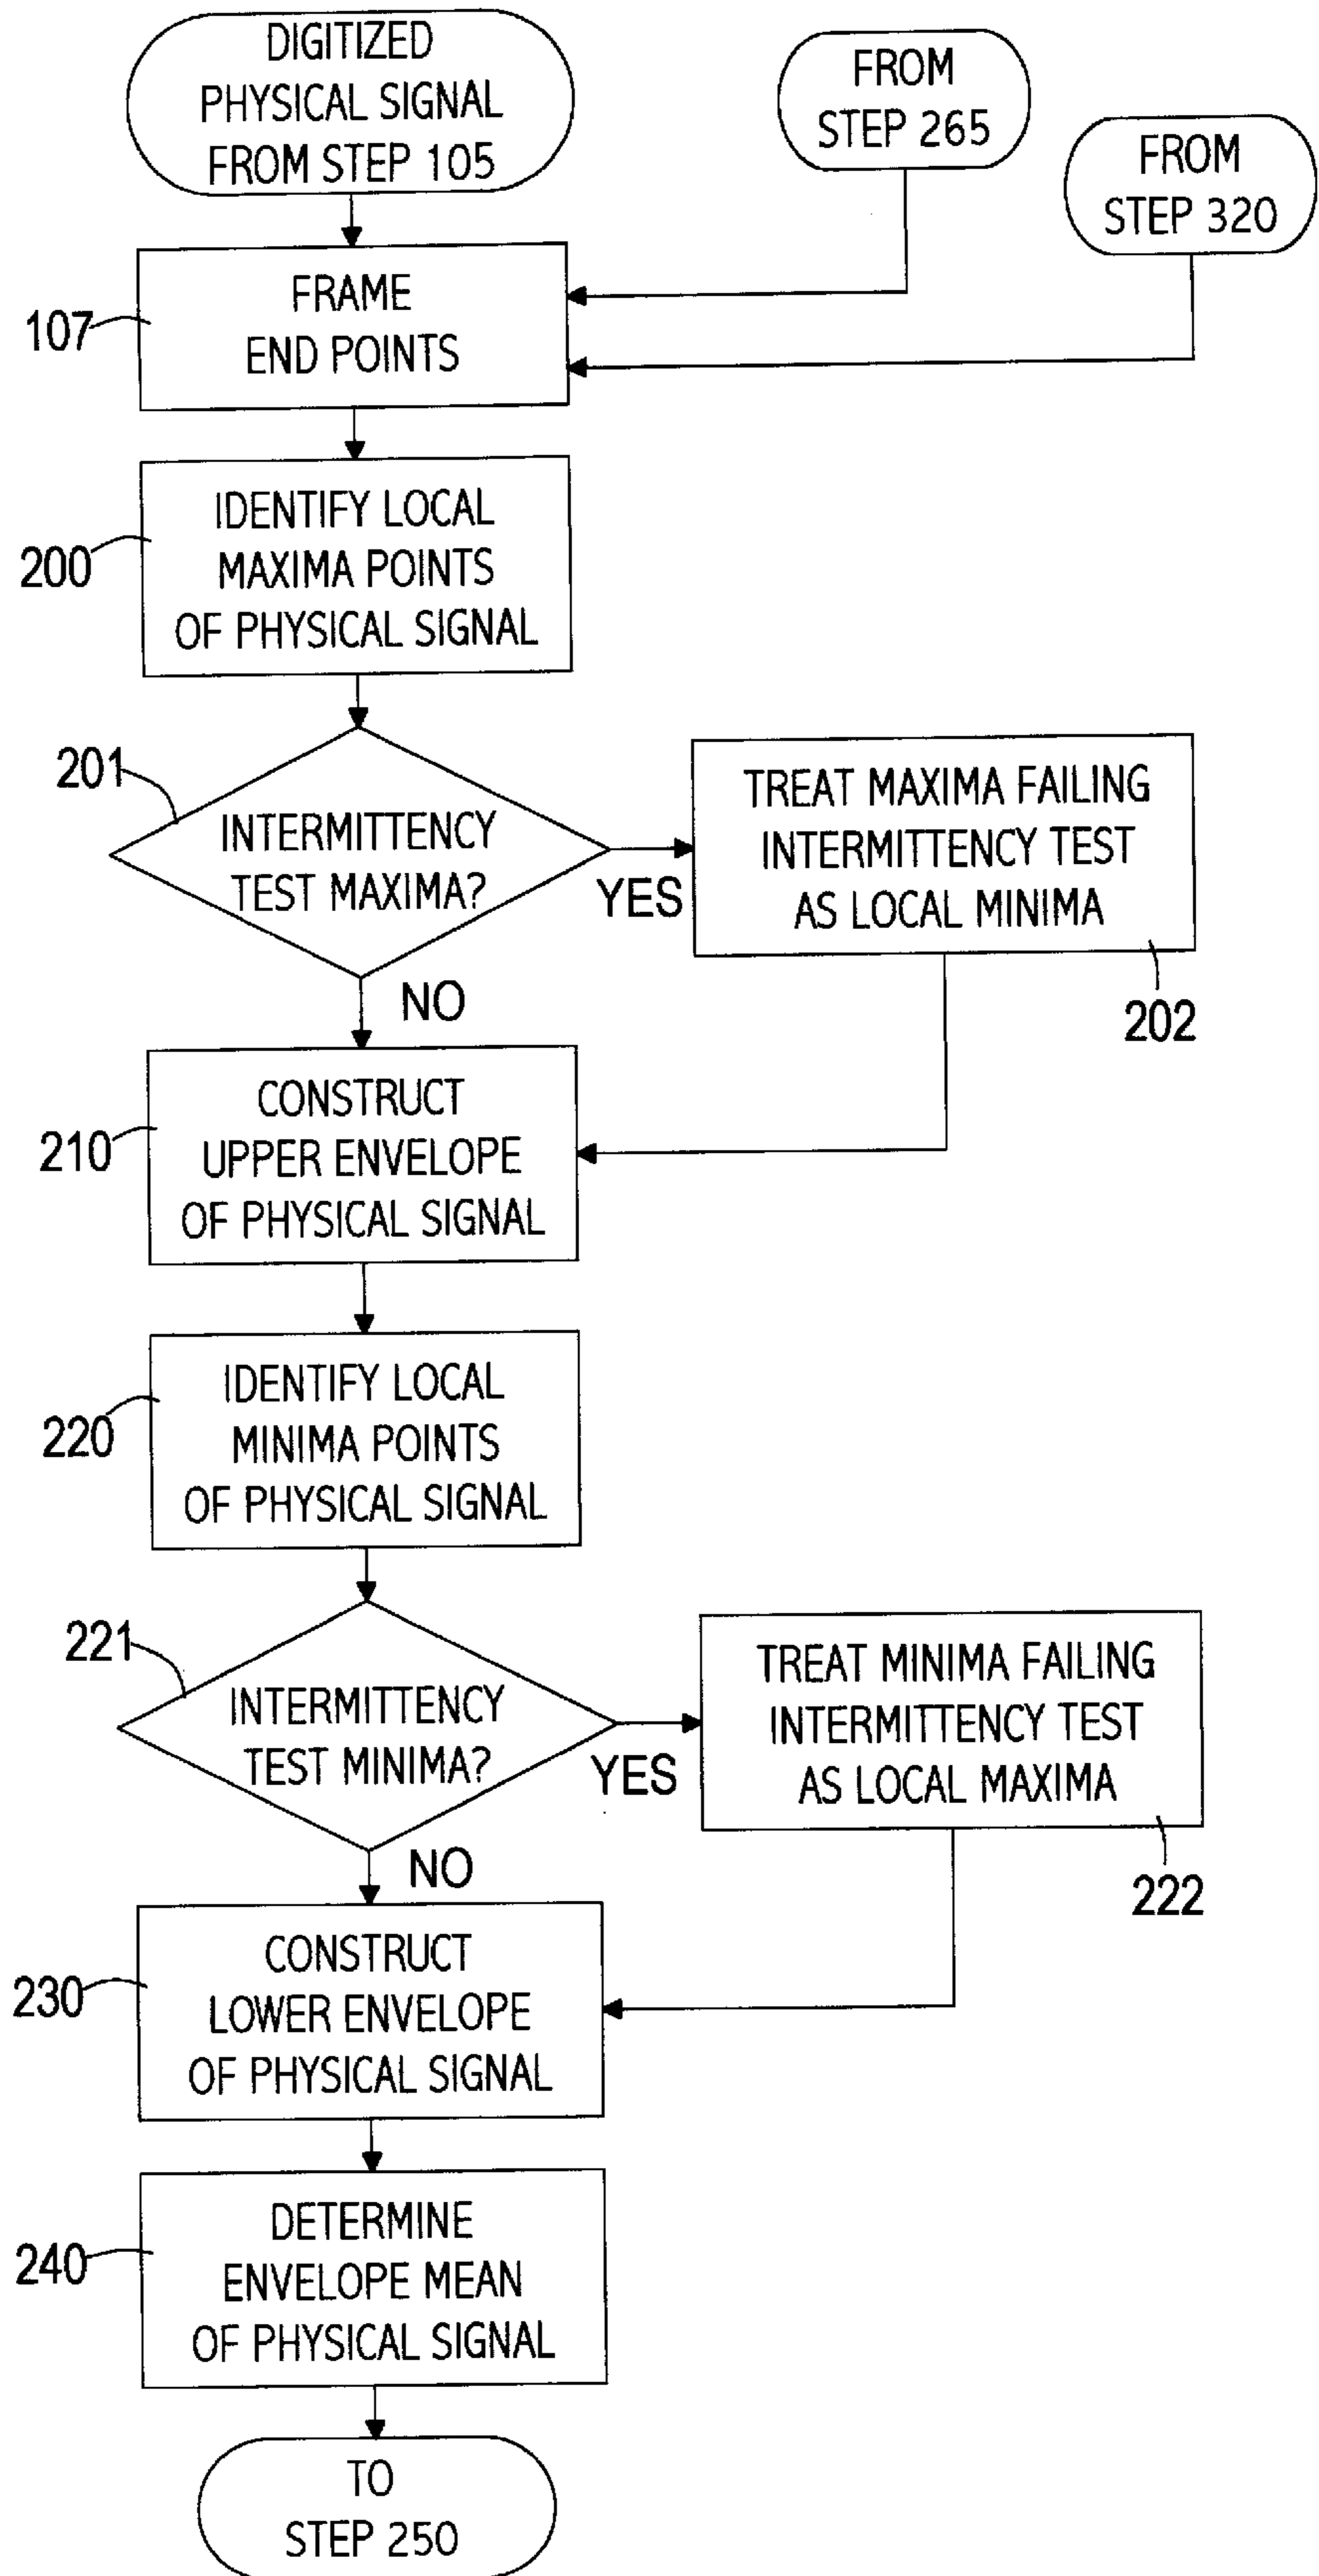 DIGITIZED
PHYSICAL SIGNAL
FROM STEP 105
FROM
STEP 265
FROM
STEP 320
107
FRAME
END POINTS
200
IDENTIFY LOCAL
MAXIMA POINTS
OF PHYSICAL SIGNAL
201
INTERMITTENCY
TEST MAXIMA?
YES
TREAT MAXIMA FAILING
INTERMITTENCY TEST
AS LOCAL MINIMA
202
NO
210
CONSTRUCT
UPPER ENVELOPE
OF PHYSICAL SIGNAL
220
IDENTIFY LOCAL
MINIMA POINTS
OF PHYSICAL SIGNAL
221
INTERMITTENCY
TEST MINIMA?
YES
TREAT MINIMA FAILING
INTERMITTENCY TEST
AS LOCAL MAXIMA
222
NO
230
CONSTRUCT
LOWER ENVELOPE
OF PHYSICAL SIGNAL
240
DETERMINE
ENVELOPE MEAN
OF PHYSICAL SIGNAL
TO
STEP 250